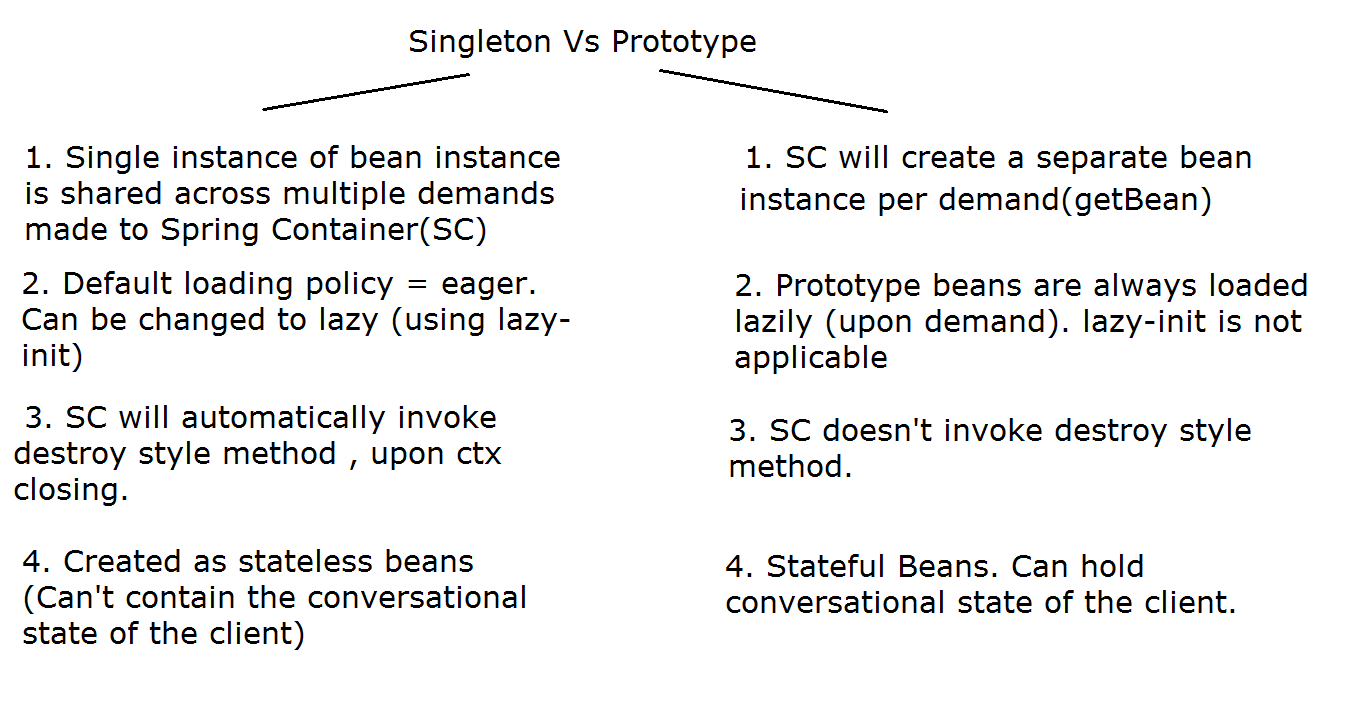 Singleton Vs Prototype
1. Single instance of bean instance
is shared across multiple demands
made to Spring Container(SC)
2. Default loading policy = eager.
Can be changed to lazy (using lazy-
init)
3. SC will automatically invoke
destroy style method , upon ctx
closing.
4. Created as stateless beans
(Can't contain the conversational
state of the client)
1. SC will create a separate bean
instance per demand(getBean)
2. Prototype beans are always loaded
lazily (upon demand). lazy-init is not
applicable
3. SC doesn't invoke destroy style
method.
4. Stateful Beans. Can hold
conversational state of the client.